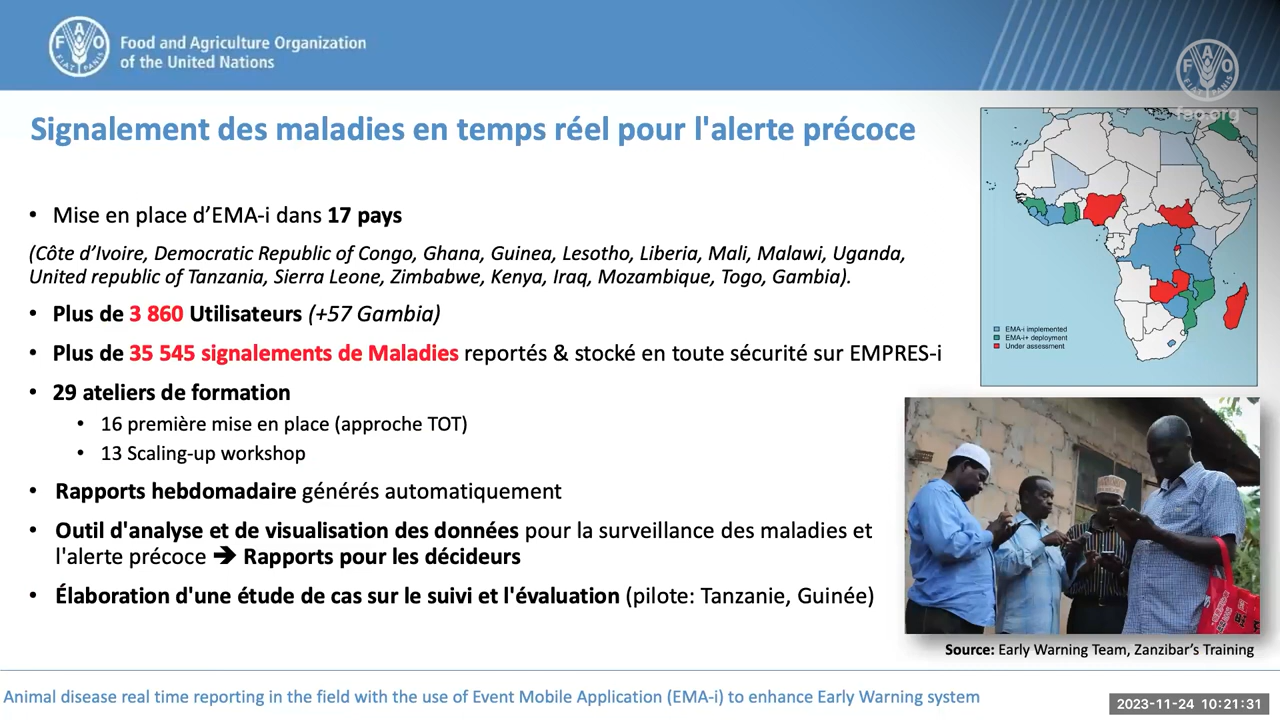 Food and Agriculture Organization
of the United Nations
FAO
FIAT PANIS
FAO
FIAT PANIS
fao.org
Signalement des maladies en temps réel pour l'alerte précoce
• Mise en place d'EMA-i dans 17 pays
(Côte d'Ivoire, Democratic Republic of Congo, Ghana, Guinea, Lesotho, Liberia, Mali, Malawi, Uganda,
United republic of Tanzania, Sierra Leone, Zimbabwe, Kenya, Iraq, Mozambique, Togo, Gambia).
• Plus de 3 860 Utilisateurs (+57 Gambia)
• Plus de 35 545 signalements de Maladies reportés & stocké en toute sécurité sur EMPRES-i
• 29 ateliers de formation
• 16 première mise en place (approche TOT)
• 13 Scaling-up workshop
• Rapports hebdomadaire générés automatiquement
• Outil d'analyse et de visualisation des données pour la surveillance des maladies et
l'alerte précoce ➔ Rapports pour les décideurs
• Élaboration d'une étude de cas sur le suivi et l'évaluation (pilote: Tanzanie, Guinée)
EMA-i implemented
EMA-i+ deployment
Under assessment
Source: Early Warning Team, Zanzibar's Training
Animal disease real time reporting in the field with the use of Event Mobile Application (EMA-i) to enhance Early Warning system
2023-11-24 10:21:31